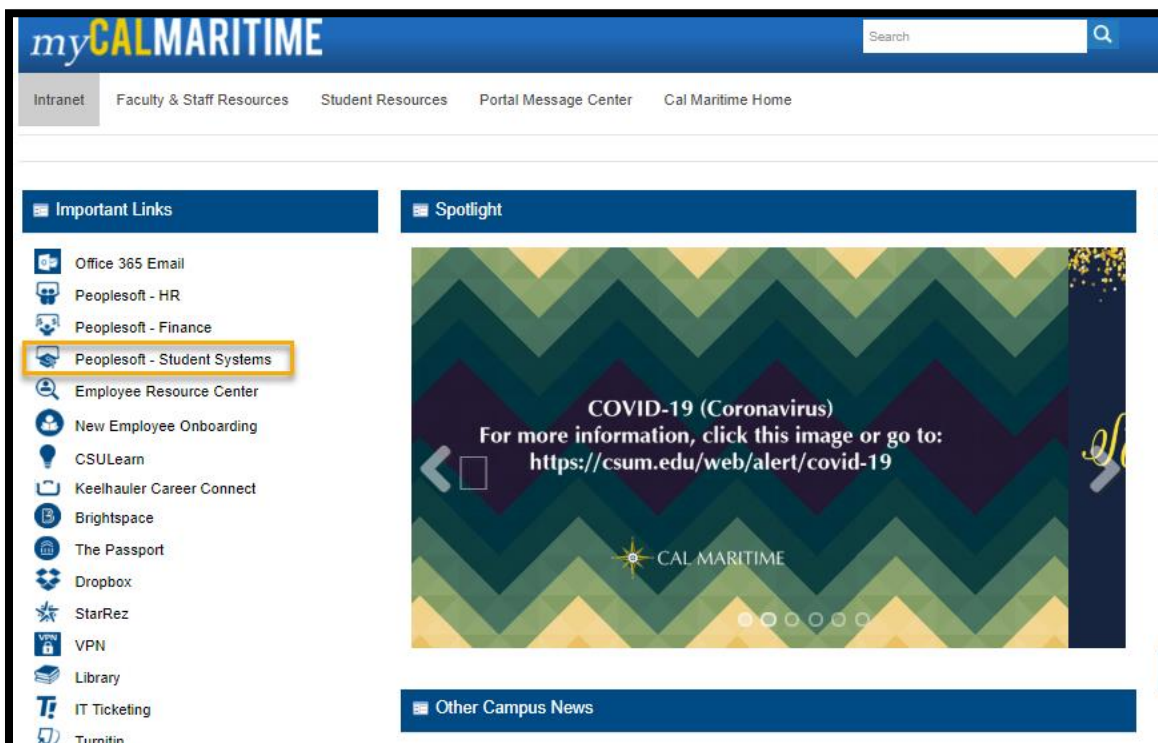 myCALMARITIME
Search
Intranet Faculty & Staff Resources Student Resources Portal Message Center Cal Maritime Home
Important Links
Office 365 Email
Peoplesoft - HR
Peoplesoft - Finance
Peoplesoft - Student Systems
Employee Resource Center
New Employee Onboarding
CSULearn
Keelhauler Career Connect
Brightspace
The Passport
Dropbox
StarRez
VPN
Library
IT Ticketing
Turnitin
Spotlight
COVID-19 (Coronavirus)
For more information, click this image or go to:
https://csum.edu/web/alert/covid-19
CAL MARITIME
Other Campus News